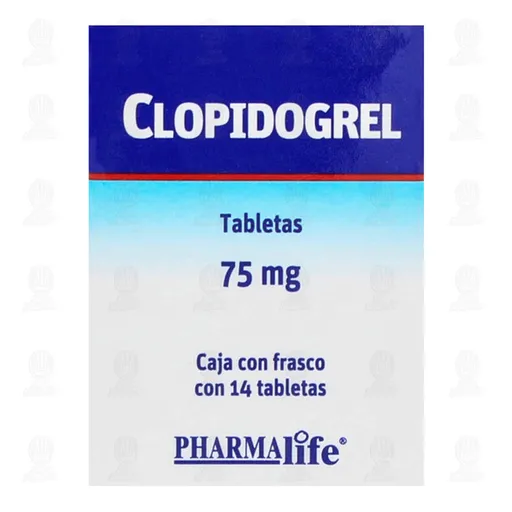 CLOPIDOGREL
Tabletas
75 mg
Caja con frasco
con 14 tabletas
PHARMAlife®